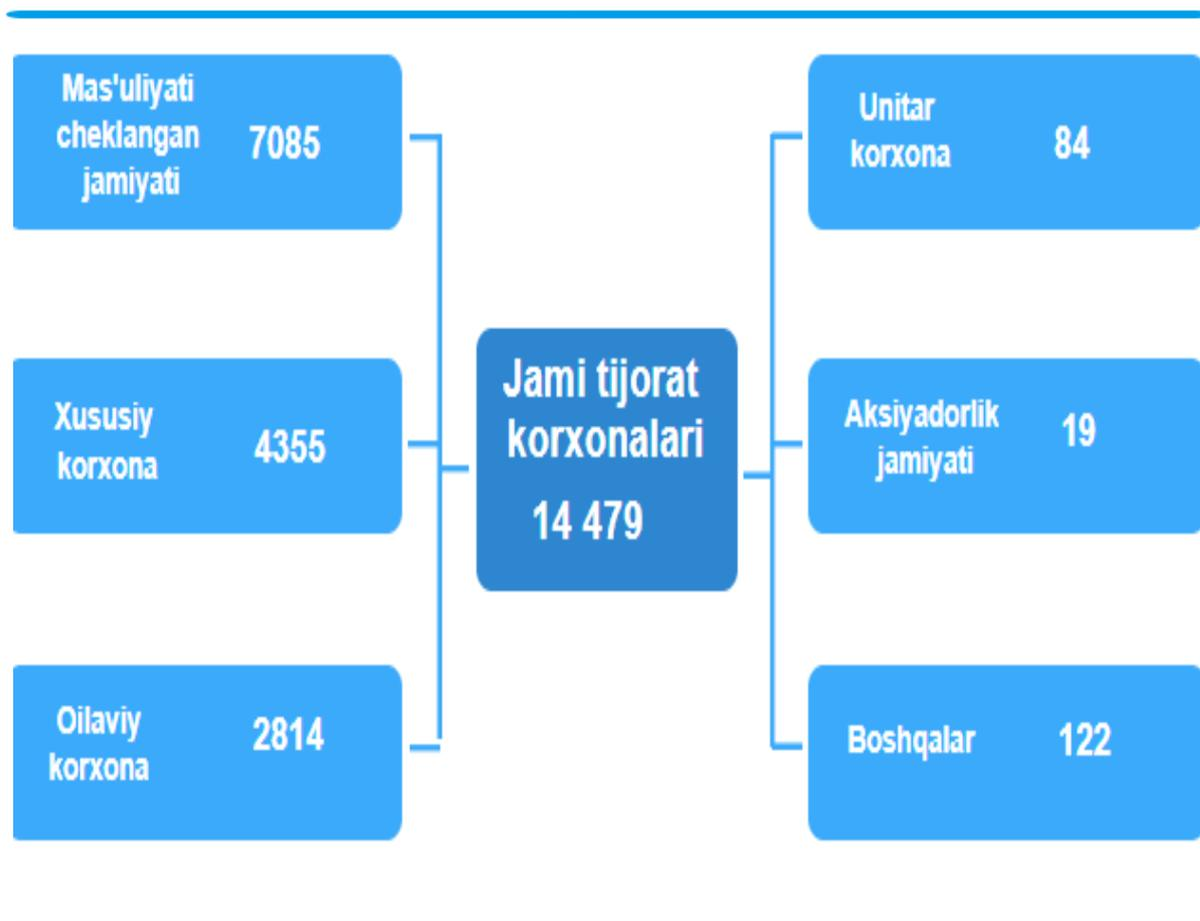 Mas'uliyati
cheklangan
jamiyati
7085
Xususiy
korxona
4355
Oilaviy
korxona
2814
Jami tijorat
korxonalari
14 479
Unitar
korxona
84
Aksiyadorlik
jamiyati
19
Boshqalar
122